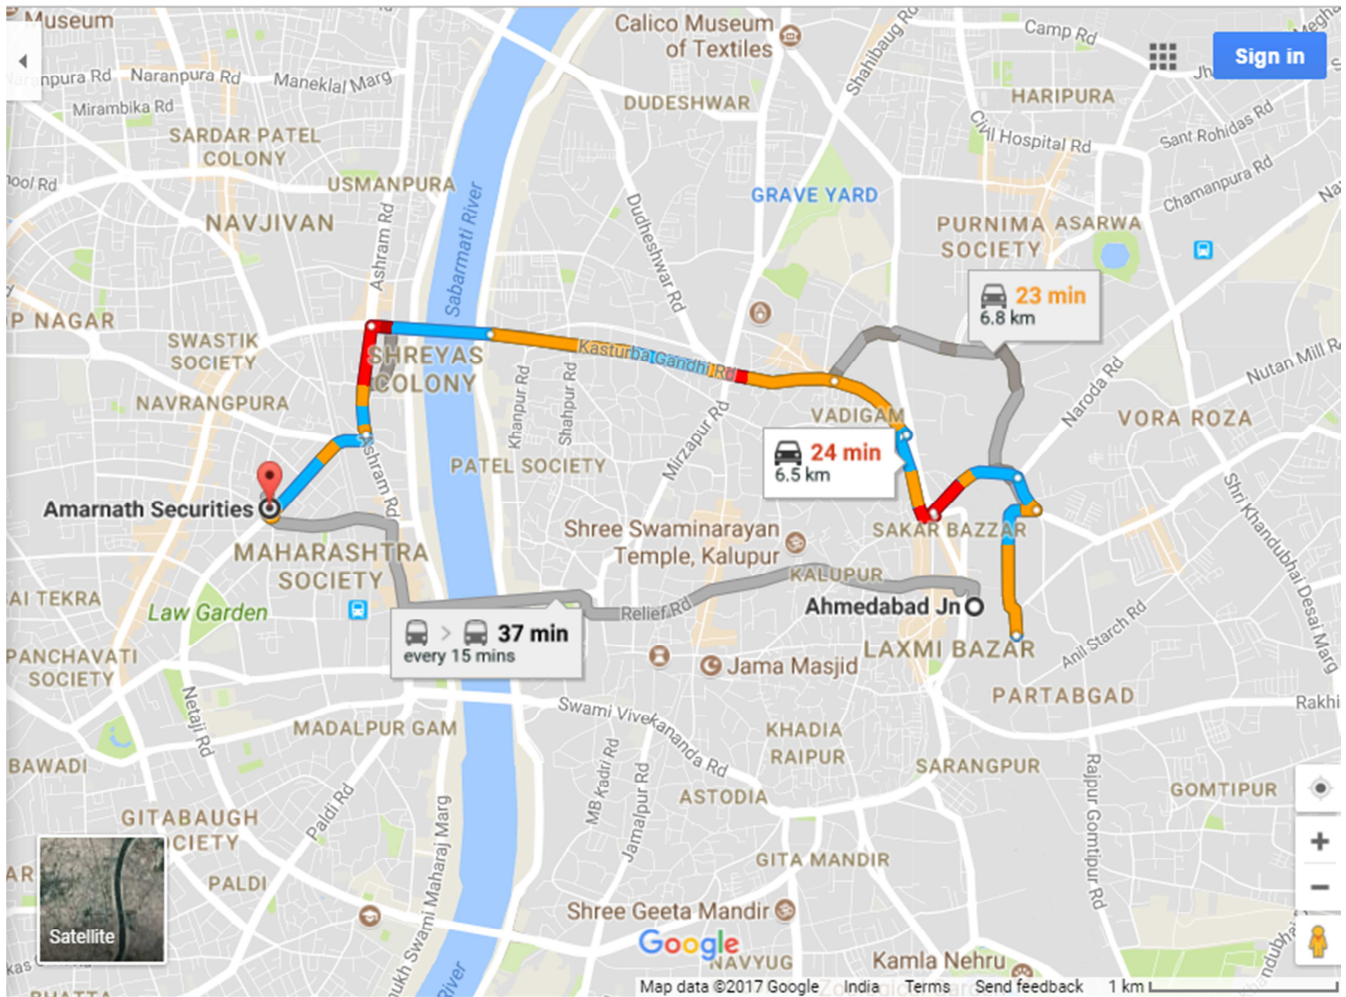 Museum
Calico Museum
of Textiles
Shahibaug Rd
Camp Rd
Sign in
Naranpura Rd
Naranpura Rd
Maneklal Marg
Mirambika Rd
DUDESHWAR
HARIPURA
Civil Hospital Rd
Sant Rohidas Rd
SARDAR PATEL
COLONY
USMANPURA
Chamanpura Rd
GRAVE YARD
NAVJIVAN
Ashram Rd
Sabarmati River
Dudheshwar Rd
PURNIMA
SOCIETY
ASARWA
23 min
6.8 km
P NAGAR
SWASTIK
SOCIETY
SHREYAS
COLONY
Kasturba Gandhi Rd
Naroda Rd
Nutan Mill R
NAVRANGPURA
Khanpur Rd
Shahpur Rd
Mirzapur Rd
VADIGAM
VORA ROZA
24 min
6.5 km
PATEL SOCIETY
Ashram Rd
Shri Khandubhai Desai Marg
Amarnath Securities
Shree Swaminarayan
Temple, Kalupur
SAKAR BAZZAR
MAHARASHTRA
SOCIETY
KALUPUR
AI TEKRA
Law Garden
Relief Rd
Ahmedabad Jn
37 min
every 15 mins
Anil Starch Rd
LAXMI BAZAR
PANCHAVATI
SOCIETY
Jama Masjid
PARTABGAD
Rakhi
Netaji Rd
Swami Vivekananda Rd
MADALPUR GAM
KHADIA
RAIPUR
BAWADI
SARANGPUR
Rajpur Gomtipur Rd
GOMTIPUR
MB Kadri Rd
Jamalpur Rd
ASTODIA
Paldi Rd
GITABAUGH
OCIETY
GITA MANDIR
AR
PALDI
ukh Swami Maharaj Marg
Shree Geeta Mandir
Satellite
Google
NAVYUG
Kamla Nehru
River
Map data ©2017 Google India Terms Send feedback 1 km